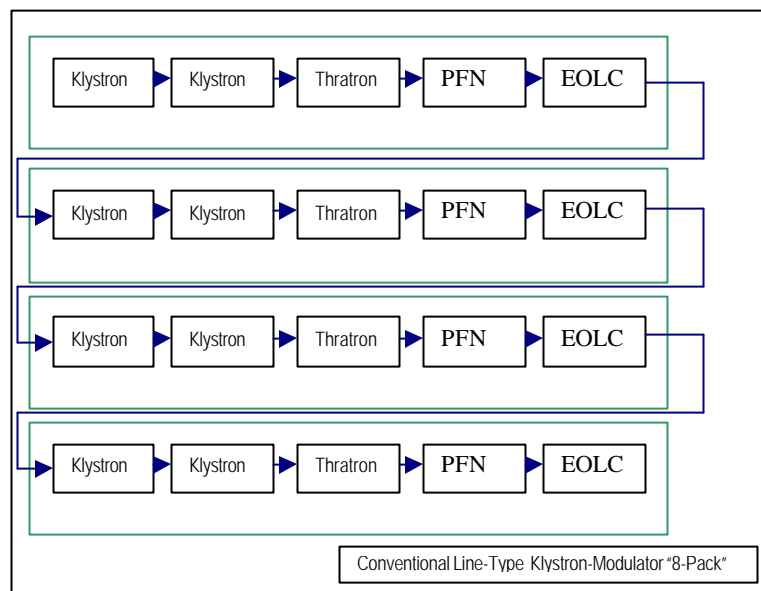 Klystron Klystron Thratron PFN EOLC
Klystron Klystron Thratron PFN EOLC
Klystron Klystron Thratron PFN EOLC
Klystron Klystron Thratron PFN EOLC
Conventional Line-Type Klystron-Modulator “8-Pack”